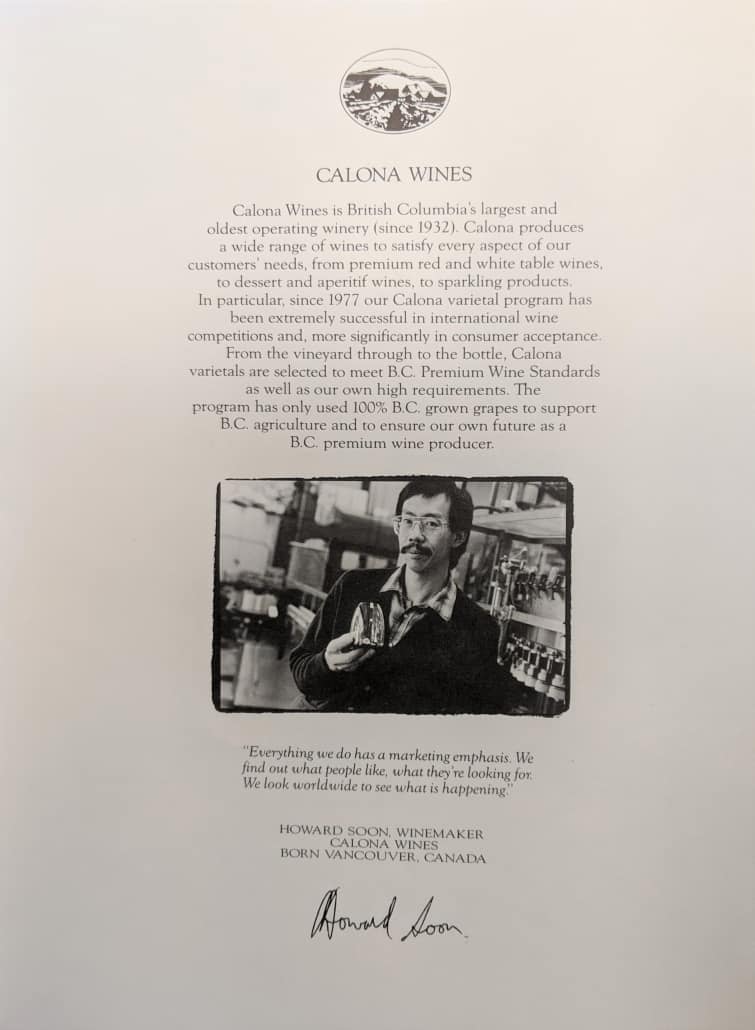 CALONA WINES
Calona Wines is British Columbia's largest and
oldest operating winery (since 1932). Calona produces
a wide range of wines to satisfy every aspect of our
customers' needs, from premium red and white table wines,
to dessert and aperitif wines, to sparkling products.
In particular, since 1977 our Calona varietal program has
been extremely successful in international wine
competitions and, more significantly in consumer acceptance.
From the vineyard through to the bottle, Calona
varietals are selected to meet B.C. Premium Wine Standards
as well as our own high requirements. The
program has only used 100% B.C. grown grapes to support
B.C. agriculture and to ensure our own future as a
B.C. premium wine producer.
"Everything we do has a marketing emphasis. We
find out what people like, what they're looking for.
We look worldwide to see what is happening."
HOWARD SOON, WINEMAKER
CALONA WINES
BORN VANCOUVER, CANADA
Howard Soon